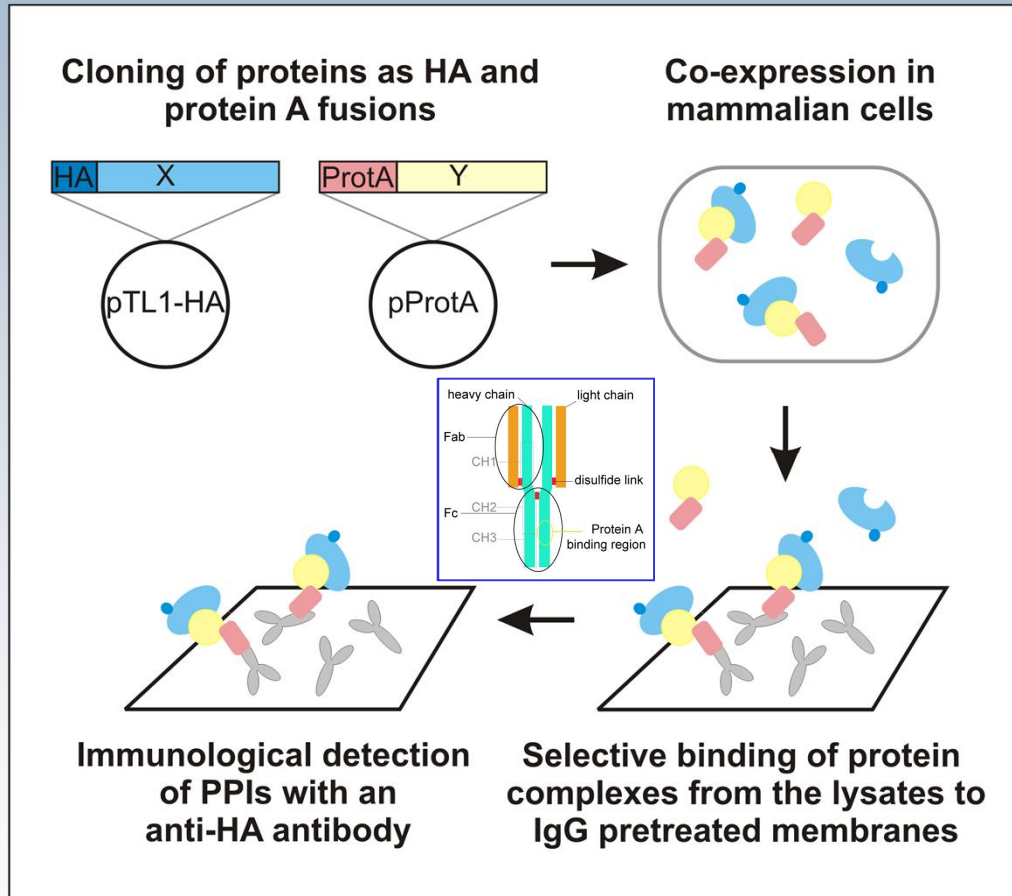 Cloning of proteins as HA and
protein A fusions
Co-expression in
mammalian cells
HA X
ProtA Y
pTL1-HA
pProtA
heavy chain
light chain
Fab
CH1
disulfide link
Fc
CH2
CH3
Protein A
binding region
Immunological detection
of PPIs with an
anti-HA antibody
Selective binding of protein
complexes from the lysates to
IgG pretreated membranes